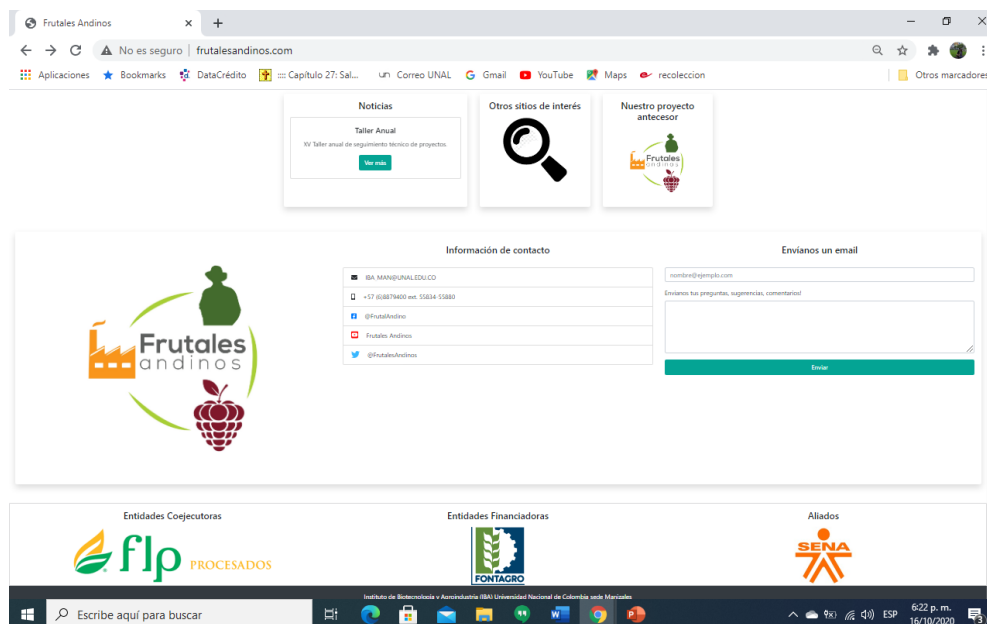 Frutales Andinos
No es seguro | frutalesandinos.com
Aplicaciones Bookmarks DataCrédito :::: Capítulo 27: Sal... Correo UNAL Gmail YouTube Maps recoleccion Otros marcadores
Noticias
Taller Anual
XV Taller anual de seguimiento técnico de proyectos.
Ver más
Otros sitios de interés
Nuestro proyecto
antecesor
Frutales
andinos
Frutales
andinos
Información de contacto
IBA_MAN@UNAL.EDU.CO
+57 (6)8879400 ext. 55834-55880
@FrutalAndino
Frutales Andinos
@FrutalesAndinos
Envíanos un email
nombre@ejemplo.com
Envianos tus preguntas, sugerencias, comentarios!
Enviar
Entidades Coejecutoras
flp PROCESADOS
Entidades Financiadoras
FONTAGRO
Aliados
SENA
Instituto de Biotecnología y Agroindustria (IBA) Universidad Nacional de Colombia sede Manizales
Escribe aquí para buscar
ESP
6:22 p. m.
16/10/2020
3